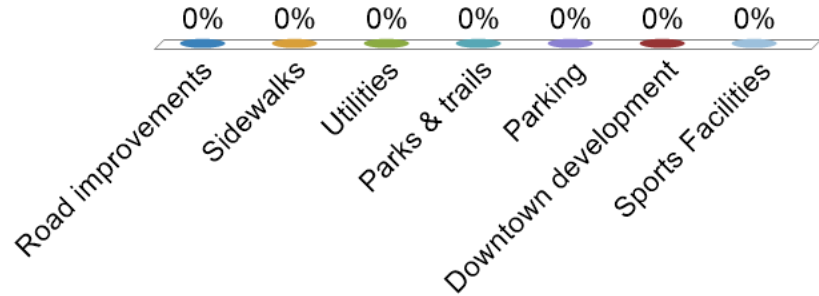 0% 0% 0% 0% 0% 0% 0%
Road improvements
Sidewalks
Utilities
Parks & trails
Parking
Downtown development
Sports Facilities